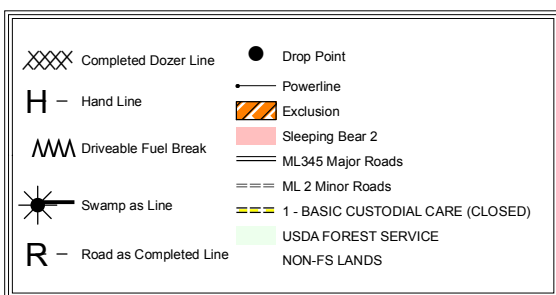 Completed Dozer Line
H – Hand Line
Driveable Fuel Break
Swamp as Line
R – Road as Completed Line
Drop Point
Powerline
Exclusion
Sleeping Bear 2
ML345 Major Roads
ML 2 Minor Roads
1 - BASIC CUSTODIAL CARE (CLOSED)
USDA FOREST SERVICE
NON-FS LANDS